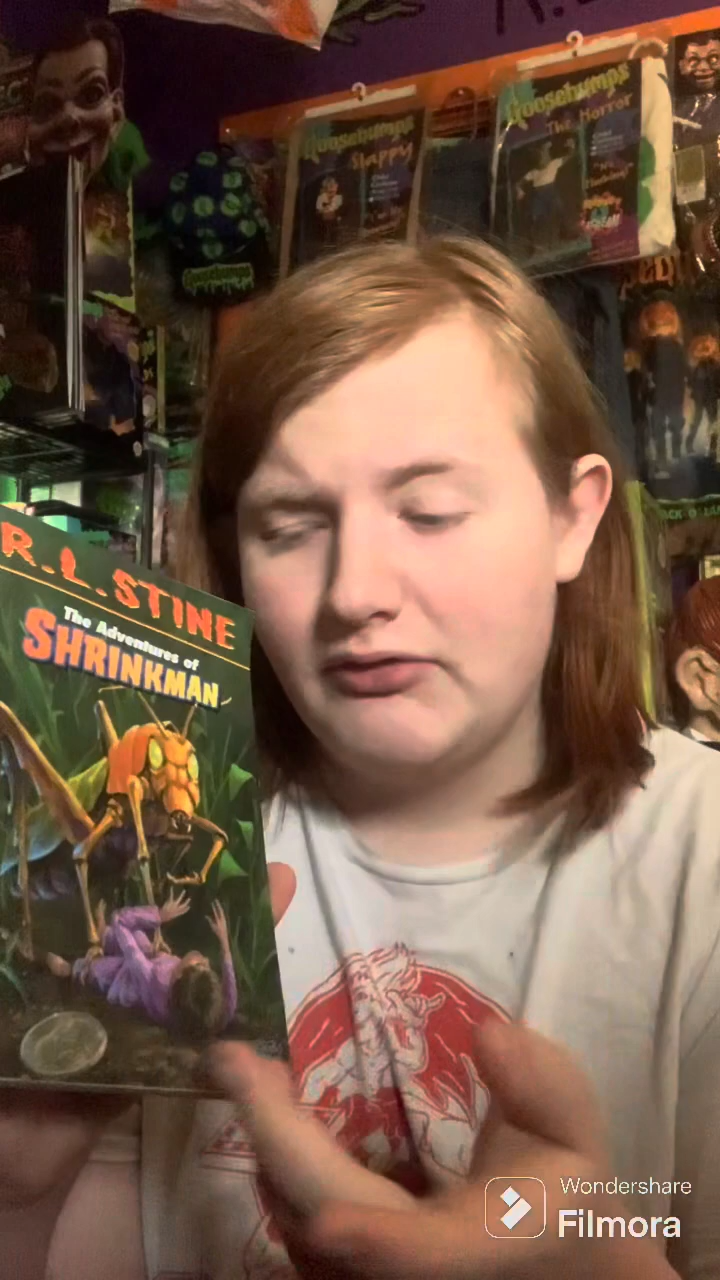 Goosebumps
Slappy
Goosebumps
The Horror
Goosebumps
R.L. STINE
The Adventures of
SHRINKMAN
Wondershare
Filmora